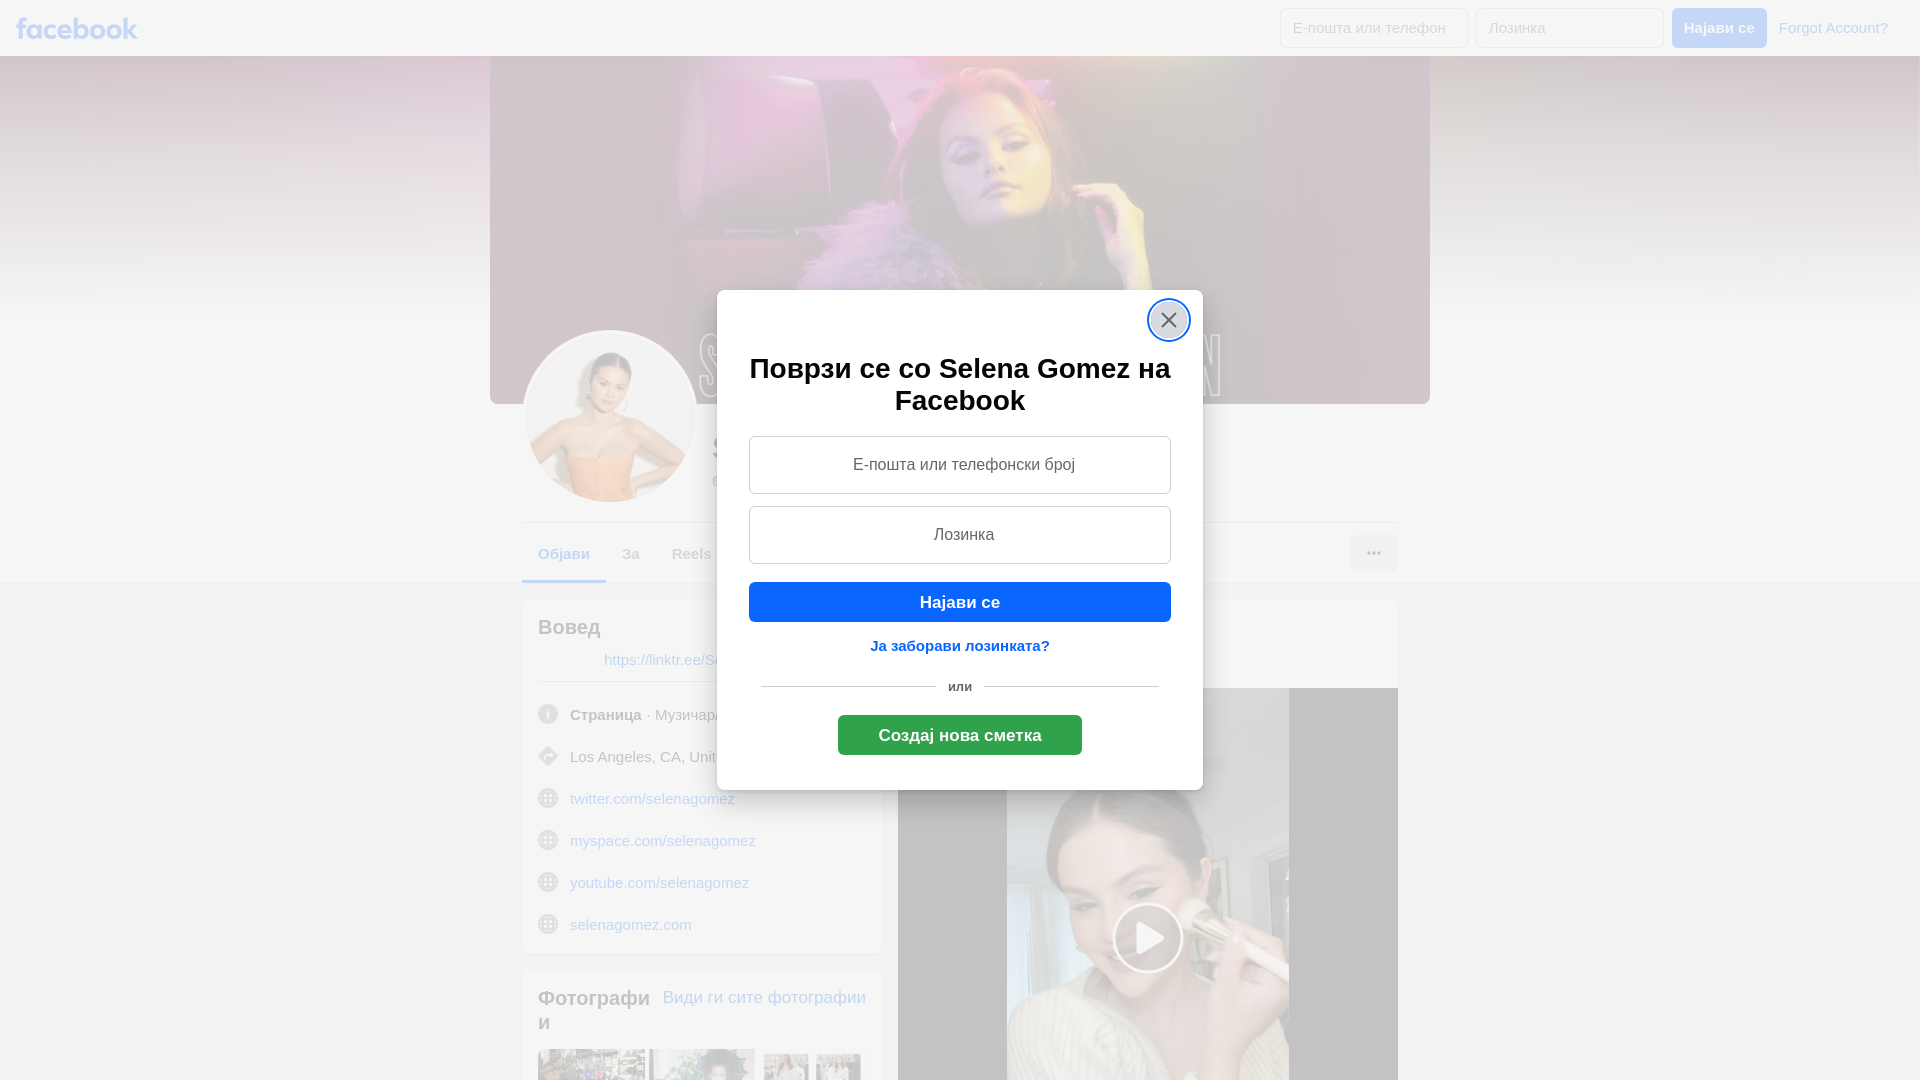 facebook
Е-пошта или телефон
Лозинка
Најави се
Forgot Account?
Поврзи се со Selena Gomez на
Facebook
Е-пошта или телефонски број
Лозинка
Најави се
Ја заборави лозинката?
или
Создај нова сметка
Објави
За
Reels
Вовед
https://linktr.ee/Se
Страница · Музичар/
Los Angeles, CA, Unit
twitter.com/selenagomez
myspace.com/selenagomez
youtube.com/selenagomez
selenagomez.com
Фотографи
и
Види ги сите фотографии